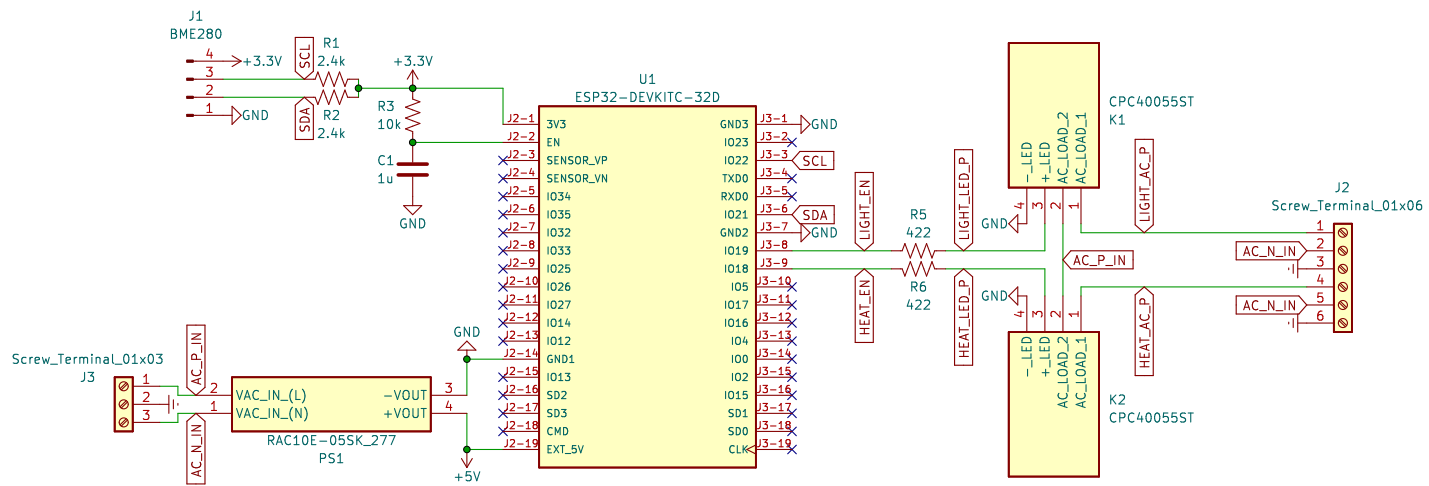 J1
BME280
4
+3.3V
3
2
1
GND
SCL
SDA
R1
2.4k
R2
2.4k
+3.3V
R3
10k
C1
1u
GND
U1
ESP32-DEVKITC-32D
J2-1 3V3
J2-2 EN
J2-3 SENSOR_VP
J2-4 SENSOR_VN
J2-5 IO34
J2-6 IO35
J2-7 IO32
J2-8 IO33
J2-9 IO25
J2-10 IO26
J2-11 IO27
J2-12 IO14
J2-13 IO12
J2-14 GND1
J2-15 IO13
J2-16 SD2
J2-17 SD3
J2-18 CMD
J2-19 EXT_5V
GND3 J3-1 GND
IO23 J3-2
IO22 J3-3 SCL
TXD0 J3-4
RXD0 J3-5
IO21 J3-6 SDA
GND2 J3-7 GND
IO19 J3-8
IO18 J3-9
IO5 J3-10
IO17 J3-11
IO16 J3-12
IO4 J3-13
IO0 J3-14
IO2 J3-15
IO15 J3-16
SD1 J3-17
SD0 J3-18
CLK J3-19
LIGHT_EN
HEAT_EN
R5
422
R6
422
LIGHT_LED_P
HEAT_LED_P
CPC40055ST
K1
-_LED
+_LED
AC_LOAD_2
AC_LOAD_1
4
3
2
1
GND
AC_P_IN
GND
4
3
2
1
-_LED
+_LED
AC_LOAD_2
AC_LOAD_1
K2
CPC40055ST
LIGHT_AC_P
HEAT_AC_P
J2
Screw_Terminal_01x06
1
AC_N_IN 2
3
4
AC_N_IN 5
6
Screw_Terminal_01x03
J3
1
2
3
AC_P_IN
AC_N_IN
2 VAC_IN_(L)
1 VAC_IN_(N)
-VOUT 3
+VOUT 4
RAC10E-05SK_277
PS1
GND
+5V